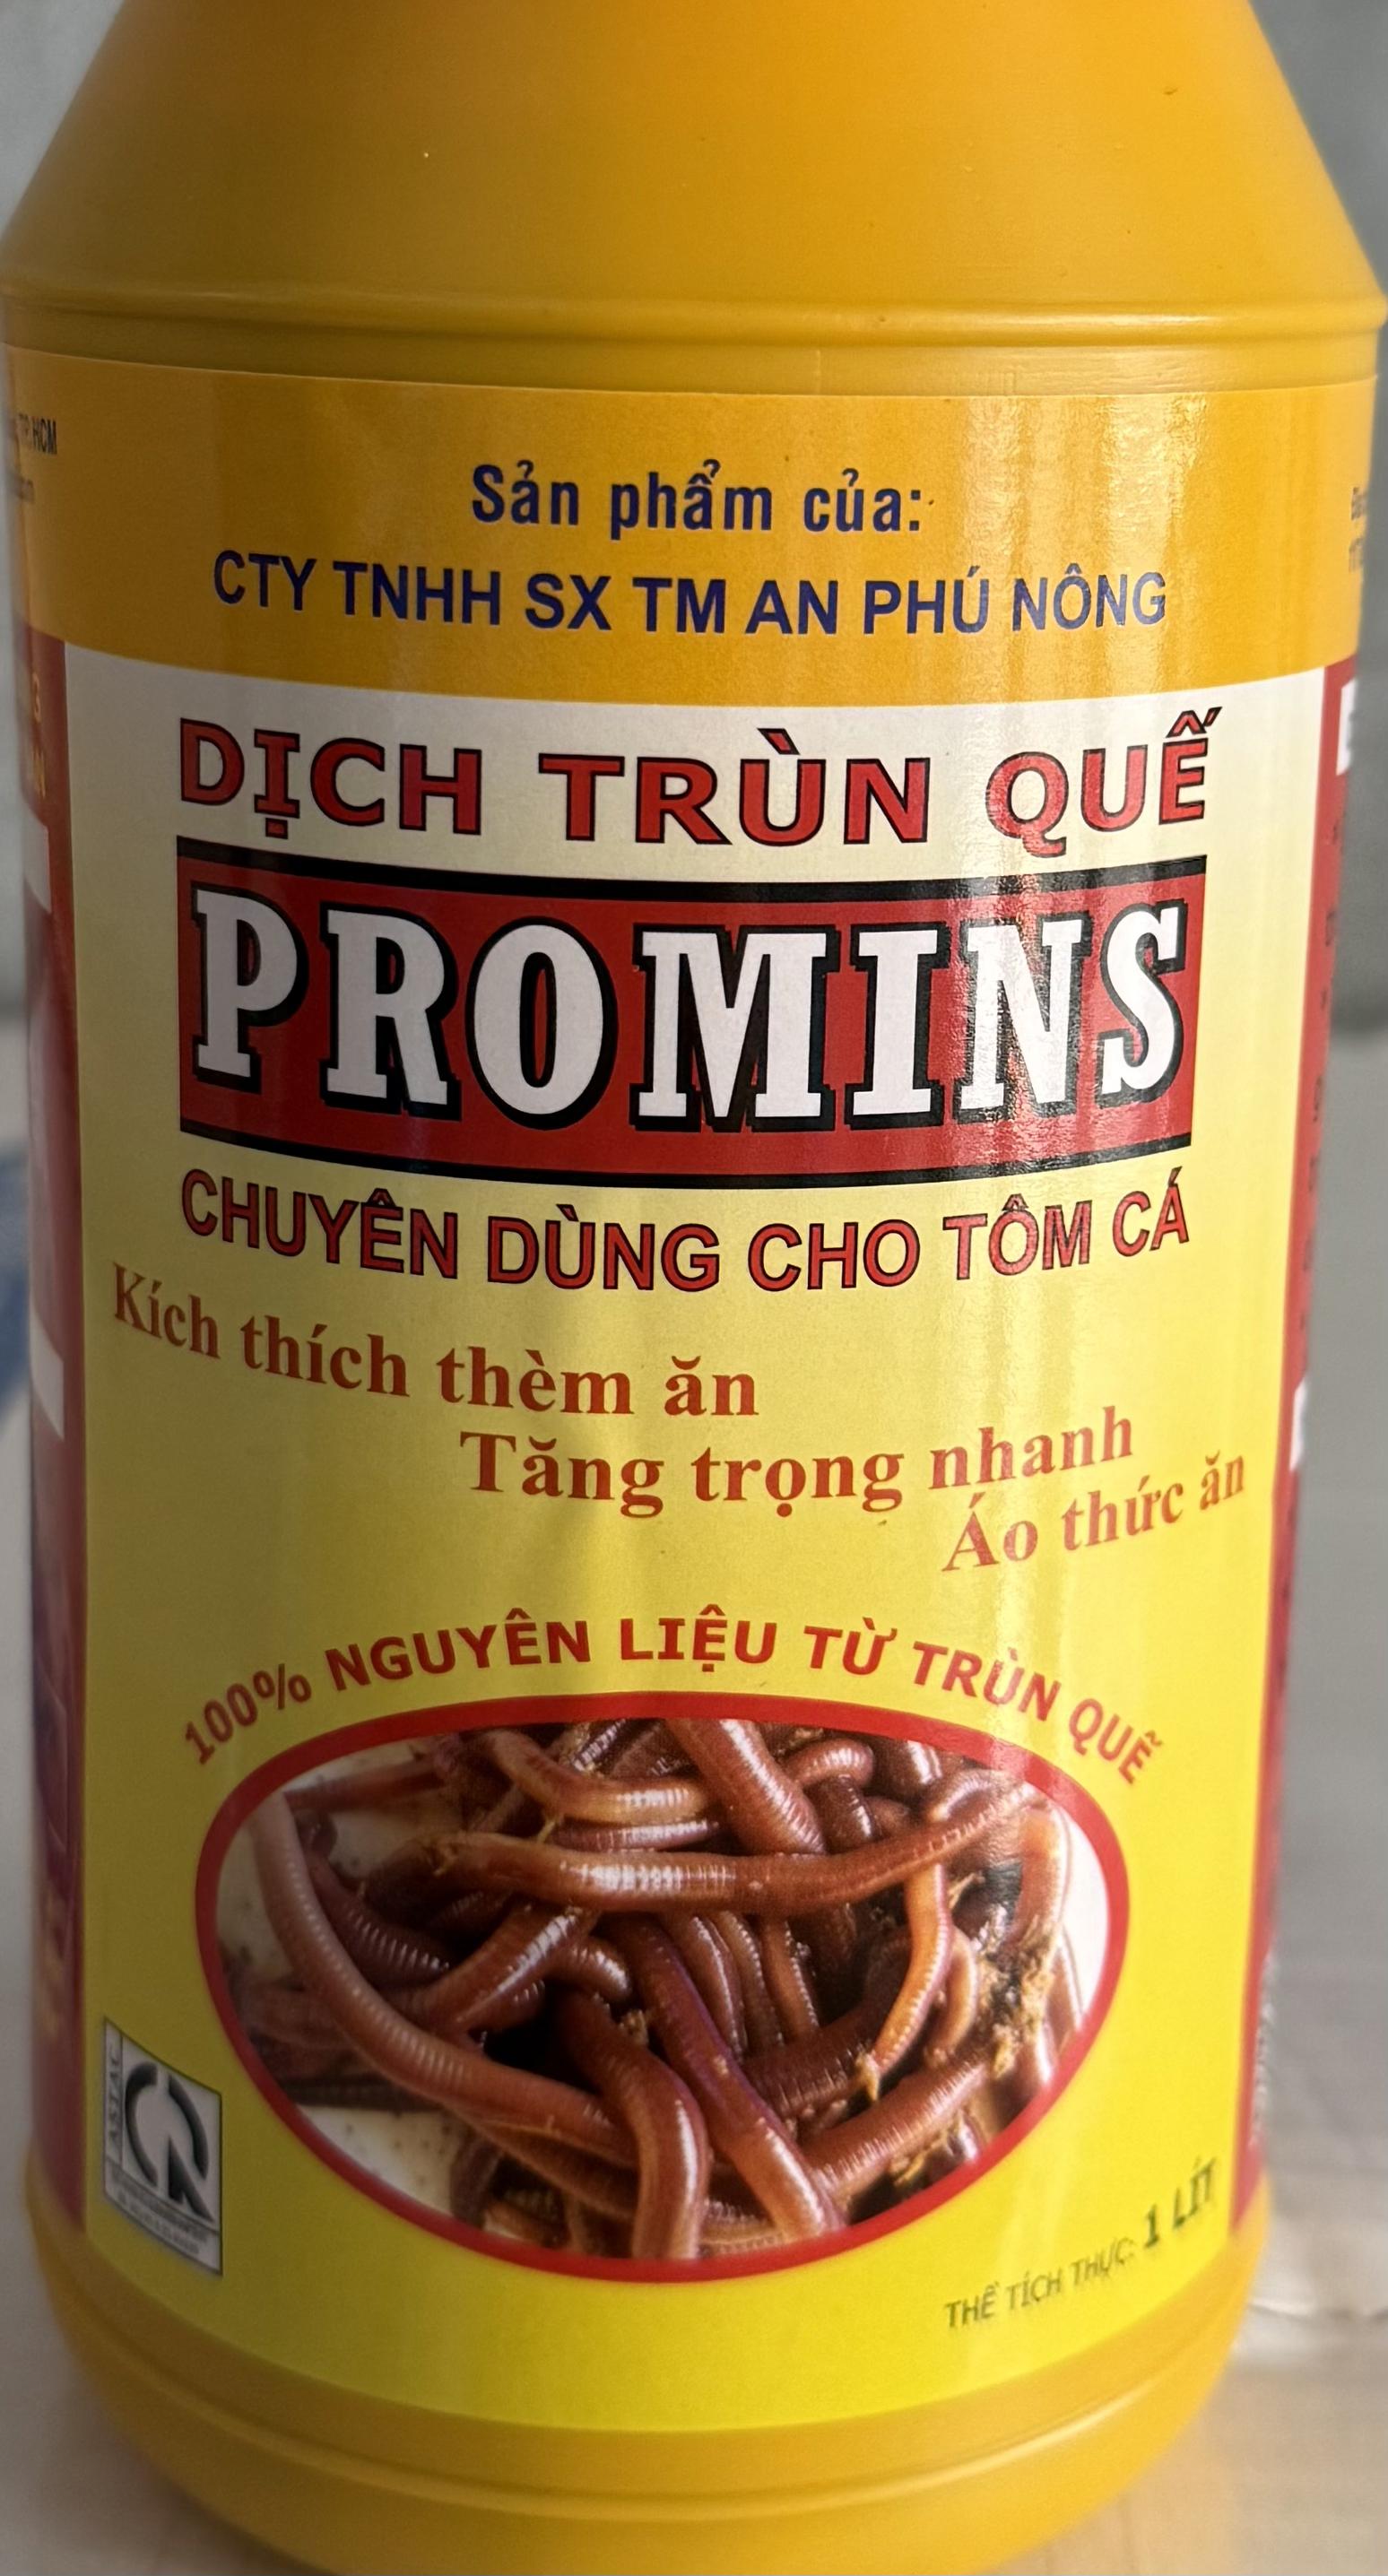 TP. HCM
Sản phẩm của:
CTY TNHH SX TM AN PHÚ NÔNG
DỊCH TRÙN QUẾ
PROMINS
CHUYÊN DÙNG CHO TÔM CÁ
Kích thích thèm ăn
Tăng trọng nhanh
Áo thức ăn
100% NGUYÊN LIỆU TỪ TRÙN QUẾ
THỂ TÍCH THỰC: 1 LÍT